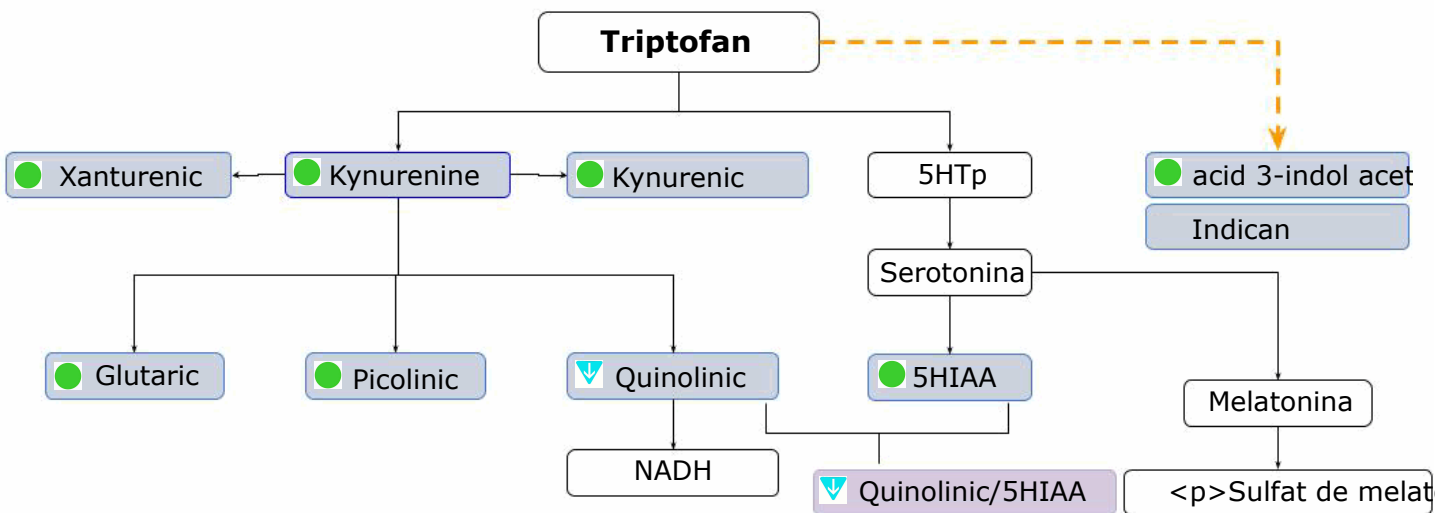 Triptofan
Xanturenic
Kynurenine
Kynurenic
5HTp
acid 3-indol acet
Indican
Serotonina
Glutaric
Picolinic
Quinolinic
5HIAA
Melatonina
NADH
Quinolinic/5HIAA
<p>Sulfat de melat